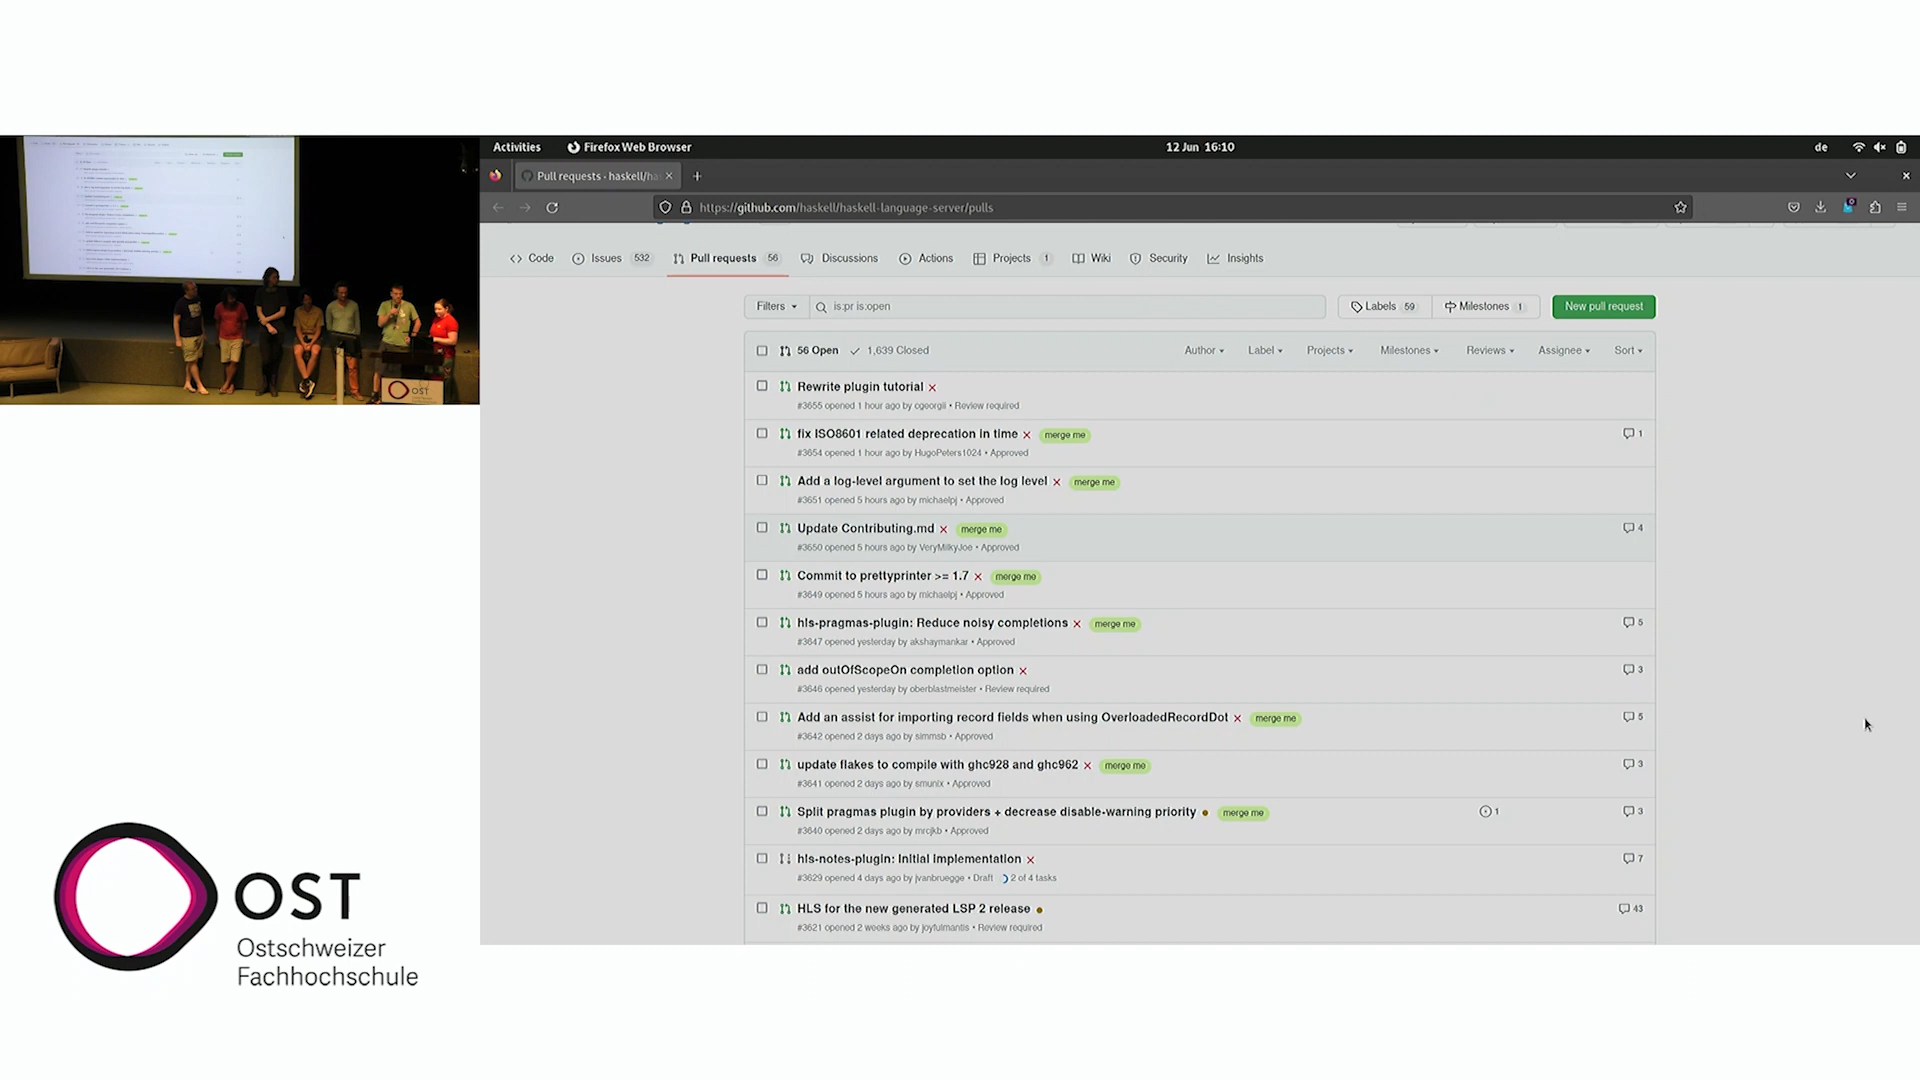 Activities Firefox Web Browser 12 Jun 16:10 de
Pull requests · haskell/ha
https://github.com/haskell/haskell-language-server/pulls
Code Issues 532 Pull requests 56 Discussions Actions Projects 1 Wiki Security Insights
Filters is:pr is:open Labels 59 Milestones 1 New pull request
56 Open 1,639 Closed Author Label Projects Milestones Reviews Assignee Sort
Rewrite plugin tutorial
#3655 opened 1 hour ago by cgeorgii • Review required
fix ISO8601 related deprecation in time merge me 1
#3654 opened 1 hour ago by HugoPeters1024 • Approved
Add a log-level argument to set the log level merge me
#3651 opened 5 hours ago by michaelpj • Approved
Update Contributing.md merge me 4
#3650 opened 5 hours ago by VeryMilkyJoe • Approved
Commit to prettyprinter >= 1.7 merge me
#3649 opened 5 hours ago by michaelpj • Approved
hls-pragmas-plugin: Reduce noisy completions merge me 5
#3647 opened yesterday by akshaymankar • Approved
add outOfScopeOn completion option 3
#3646 opened yesterday by oberblastmeister • Review required
Add an assist for importing record fields when using OverloadedRecordDot merge me 5
#3642 opened 2 days ago by simmsb • Approved
update flakes to compile with ghc928 and ghc962 merge me 3
#3641 opened 2 days ago by smunix • Approved
Split pragmas plugin by providers + decrease disable-warning priority merge me 1 3
#3640 opened 2 days ago by mrcjkb • Approved
hls-notes-plugin: Initial implementation 7
#3629 opened 4 days ago by jvanbruegge • Draft 2 of 4 tasks
HLS for the new generated LSP 2 release 43
#3621 opened 2 weeks ago by joyfulmantis • Review required
OST
OST
Ostschweizer
Fachhochschule